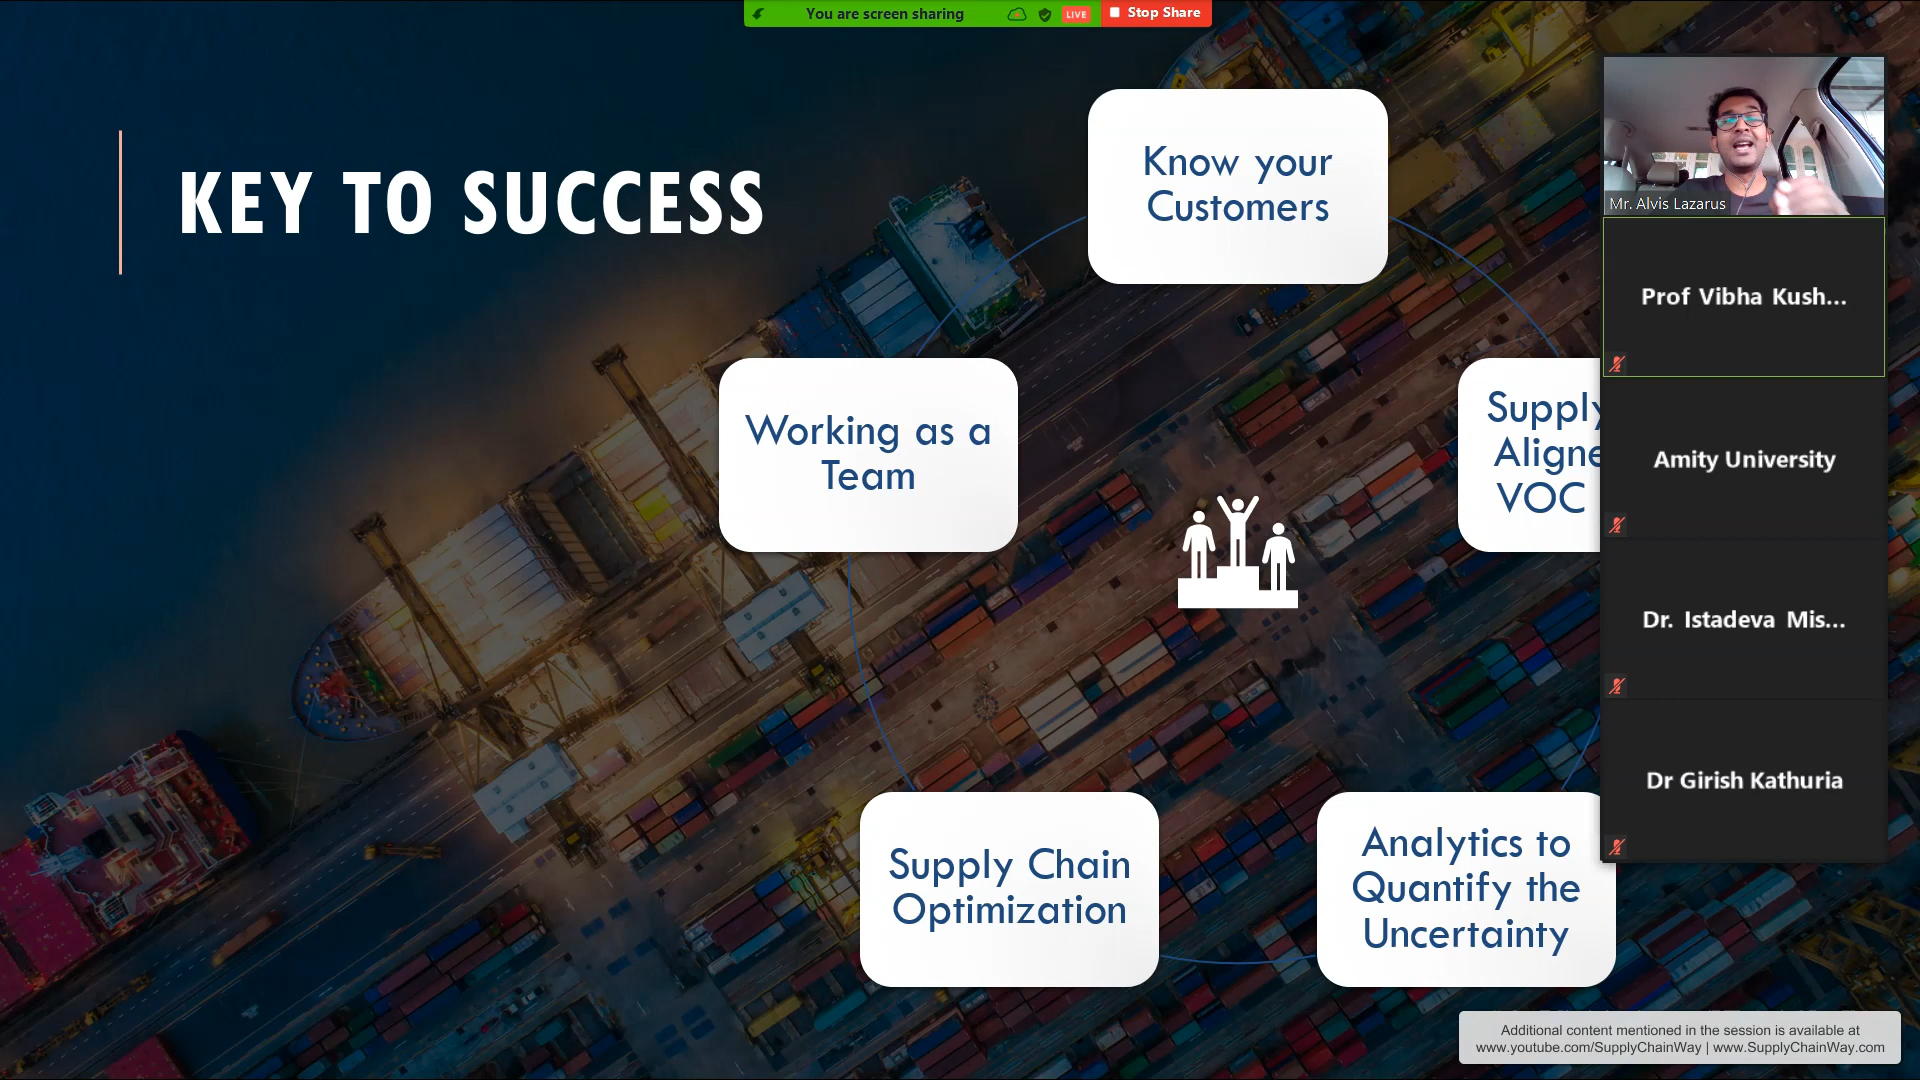 You are screen sharing
LIVE
Stop Share
KEY TO SUCCESS
Know your
Customers
Working as a
Team
Supply
Aligne
VOC
Supply Chain
Optimization
Analytics to
Quantify the
Uncertainty
Mr. Alvis Lazarus
Prof Vibha Kush...
Amity University
Dr. Istadeva Mis...
Dr Girish Kathuria
Additional content mentioned in the session is available at
www.youtube.com/SupplyChainWay | www.SupplyChainWay.com